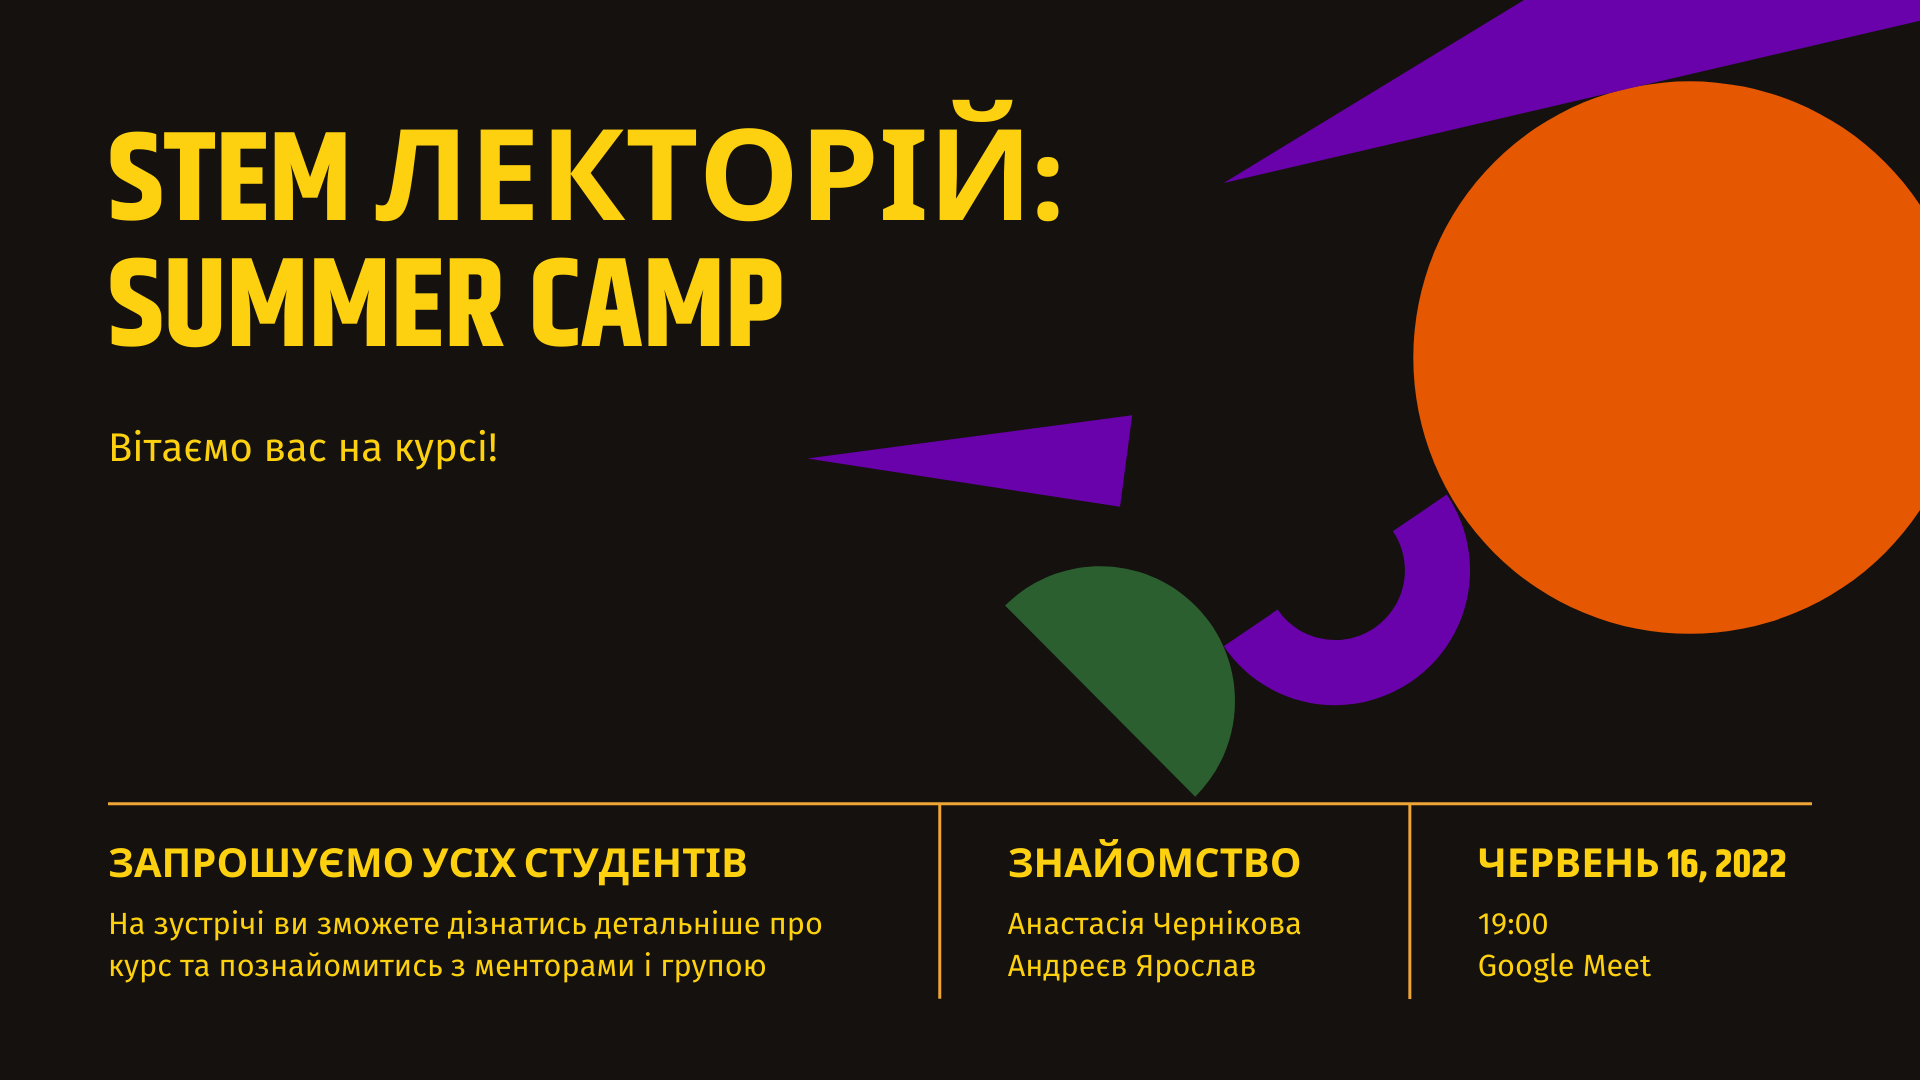 STEM ЛЕКТОРІЙ:
SUMMER CAMP
Вітаємо вас на курсі!
ЗАПРОШУЄМО УСІХ СТУДЕНТІВ
На зустрічі ви зможете дізнатись детальніше про
курс та познайомитись з менторами і групою
ЗНАЙОМСТВО
Анастасія Чернікова
Андреєв Ярослав
ЧЕРВЕНЬ 16, 2022
19:00
Google Meet